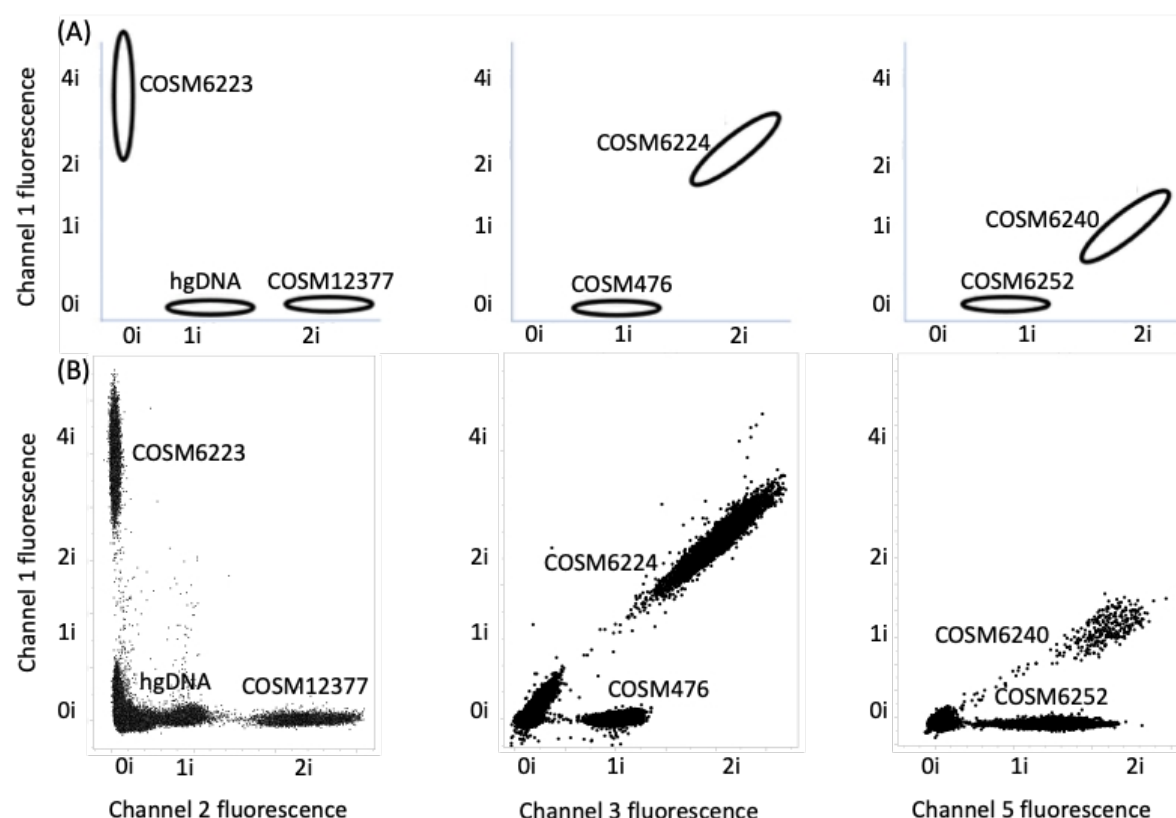 (A)
Channel 1 fluorescence
4i
2i
1i
0i
COSM6223
hgDNA
COSM12377
0i
1i
2i
4i
2i
1i
0i
COSM6224
COSM476
0i
1i
2i
4i
2i
1i
0i
COSM6240
COSM6252
0i
1i
2i
(B)
Channel 1 fluorescence
4i
2i
1i
0i
COSM6223
hgDNA
COSM12377
0i
1i
2i
Channel 2 fluorescence
4i
2i
1i
0i
COSM6224
COSM476
0i
1i
2i
Channel 3 fluorescence
4i
2i
1i
0i
COSM6240
COSM6252
0i
1i
2i
Channel 5 fluorescence